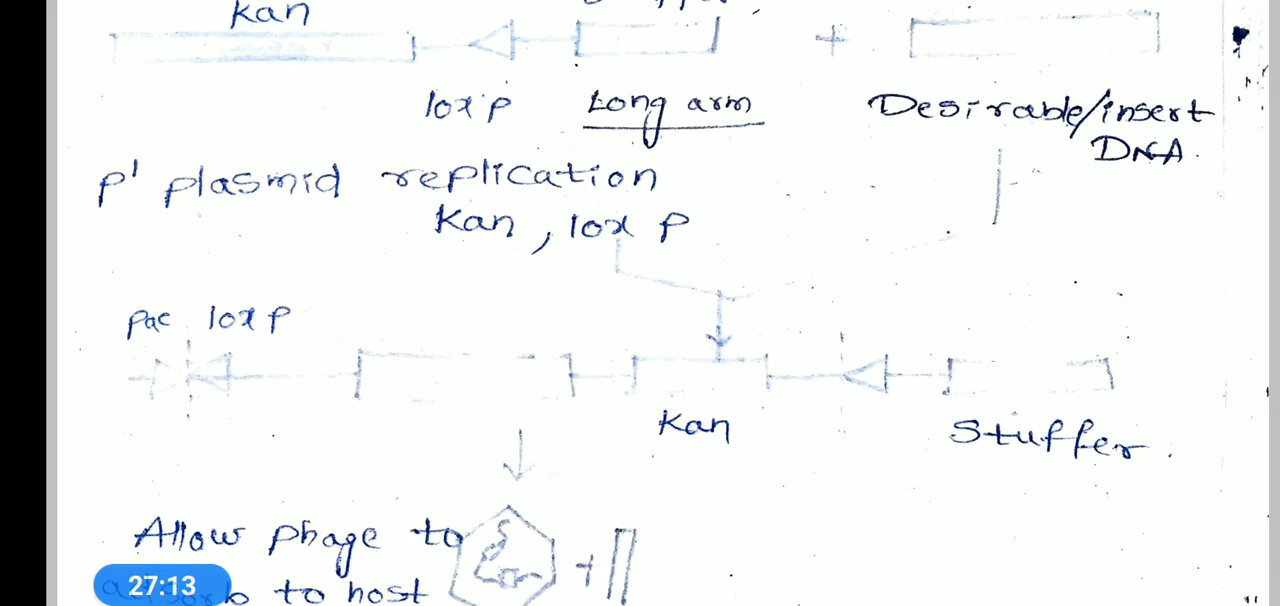 Kan
lox p Long arm + Desirable/insert DNA.
p' plasmid replication
Kan, lox p
pac lox p
Kan Stuffer.
Allow phage to +
27:13 to host